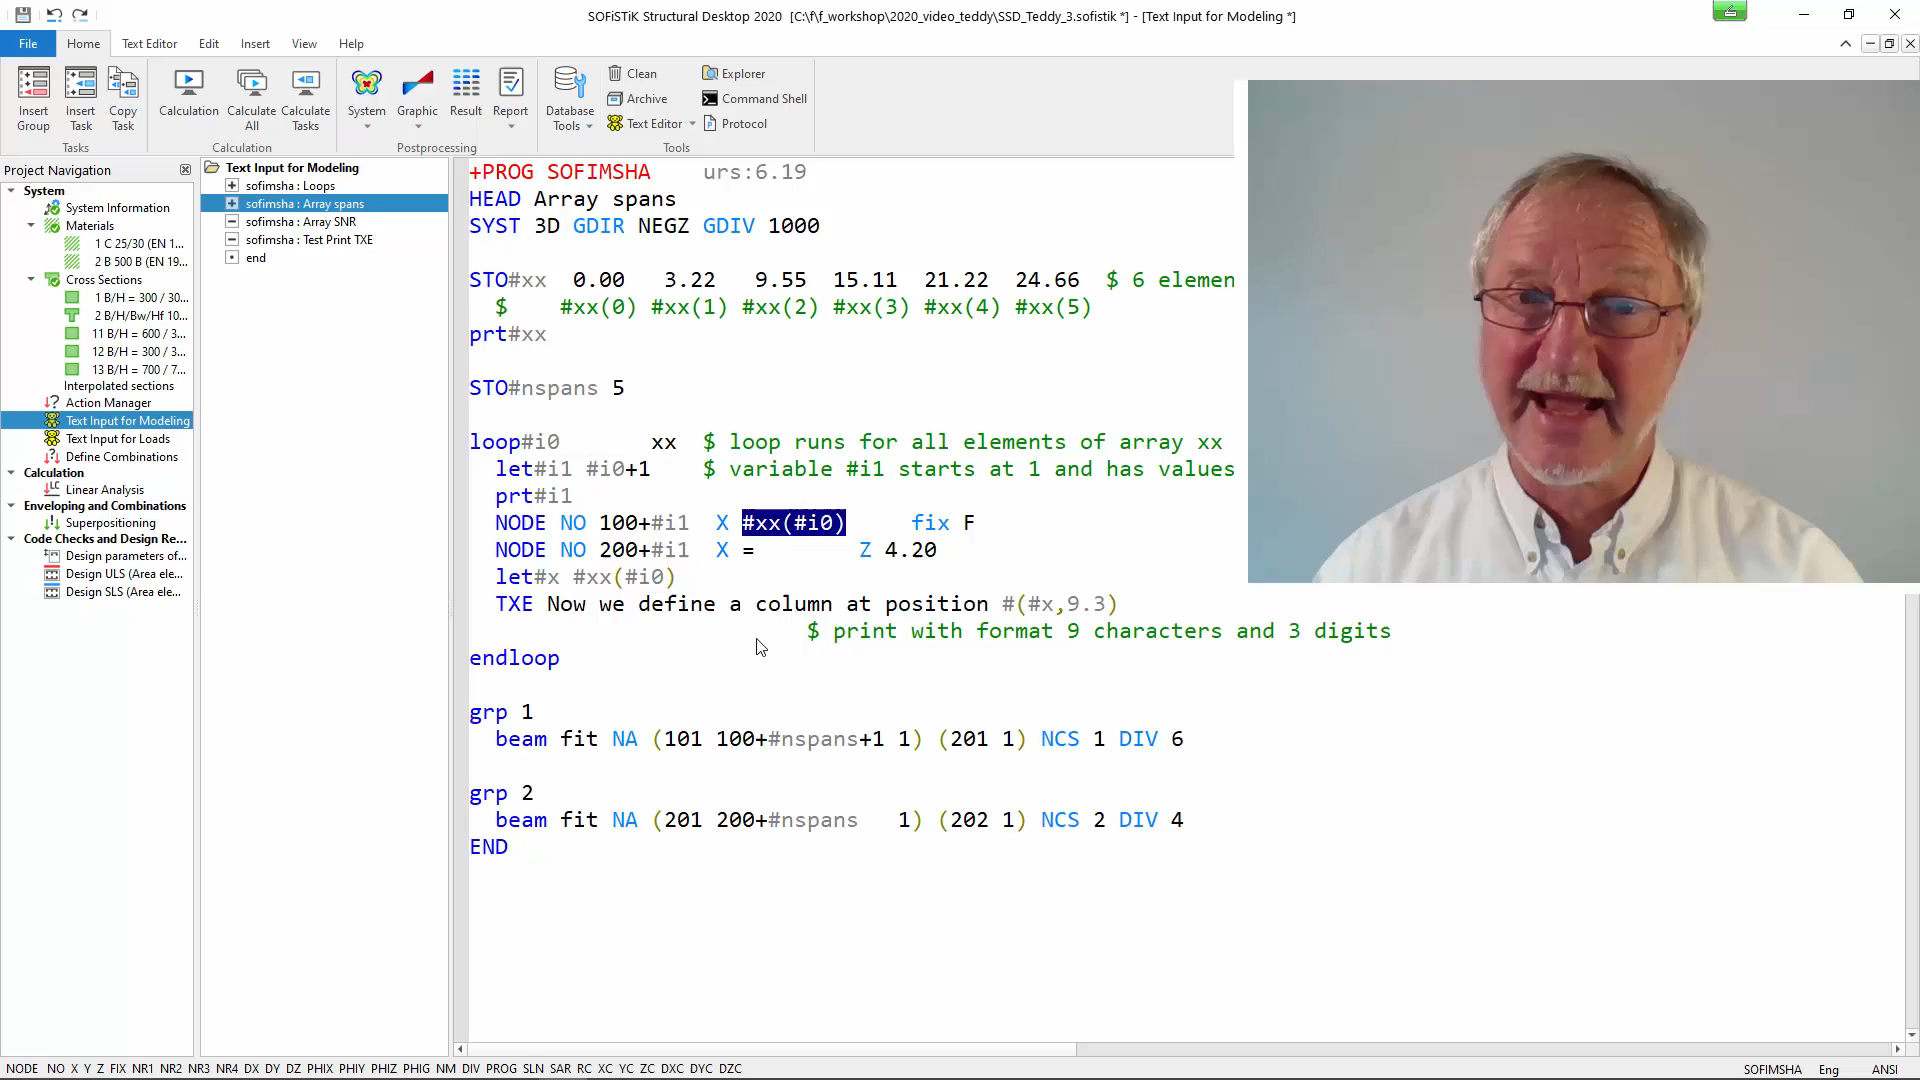 SOFiSTiK Structural Desktop 2020 [C:\f\f_workshop\2020_video_teddy\SSD_Teddy_3.sofistik *] - [Text Input for Modeling *]
File Home Text Editor Edit Insert View Help
Insert Group
Insert Task
Copy Task
Calculation
Calculate All
Calculate Tasks
System
Graphic
Result
Report
Database Tools
Clean
Archive
Text Editor
Explorer
Command Shell
Protocol
Tasks
Calculation
Postprocessing
Tools
Project Navigation
System
System Information
Materials
1 C 25/30 (EN 1...
2 B 500 B (EN 19...
Cross Sections
1 B/H = 300 / 30...
2 B/H/Bw/Hf 10...
11 B/H = 600 / 3...
12 B/H = 300 / 3...
13 B/H = 700 / 7...
Interpolated sections
Action Manager
Text Input for Modeling
Text Input for Loads
Define Combinations
Calculation
Linear Analysis
Enveloping and Combinations
Superpositioning
Code Checks and Design Re...
Design parameters of...
Design ULS (Area ele...
Design SLS (Area ele...
Text Input for Modeling
sofimsha : Loops
sofimsha : Array spans
sofimsha : Array SNR
sofimsha : Test Print TXE
end
+PROG SOFIMSHA urs:6.19
HEAD Array spans
SYST 3D GDIR NEGZ GDIV 1000
STO#xx 0.00 3.22 9.55 15.11 21.22 24.66 $ 6 elemen
$ #xx(0) #xx(1) #xx(2) #xx(3) #xx(4) #xx(5)
prt#xx
STO#nspans 5
loop#i0 xx $ loop runs for all elements of array xx
let#i1 #i0+1 $ variable #i1 starts at 1 and has values
prt#i1
NODE NO 100+#i1 X #xx(#i0) fix F
NODE NO 200+#i1 X = Z 4.20
let#x #xx(#i0)
TXE Now we define a column at position #(#x,9.3)
$ print with format 9 characters and 3 digits
endloop
grp 1
beam fit NA (101 100+#nspans+1 1) (201 1) NCS 1 DIV 6
grp 2
beam fit NA (201 200+#nspans 1) (202 1) NCS 2 DIV 4
END
NODE NO X Y Z FIX NR1 NR2 NR3 NR4 DX DY DZ PHIX PHIY PHIZ PHIG NM DIV PROG SLN SAR RC XC YC ZC DXC DYC DZC
SOFIMSHA Eng ANSI